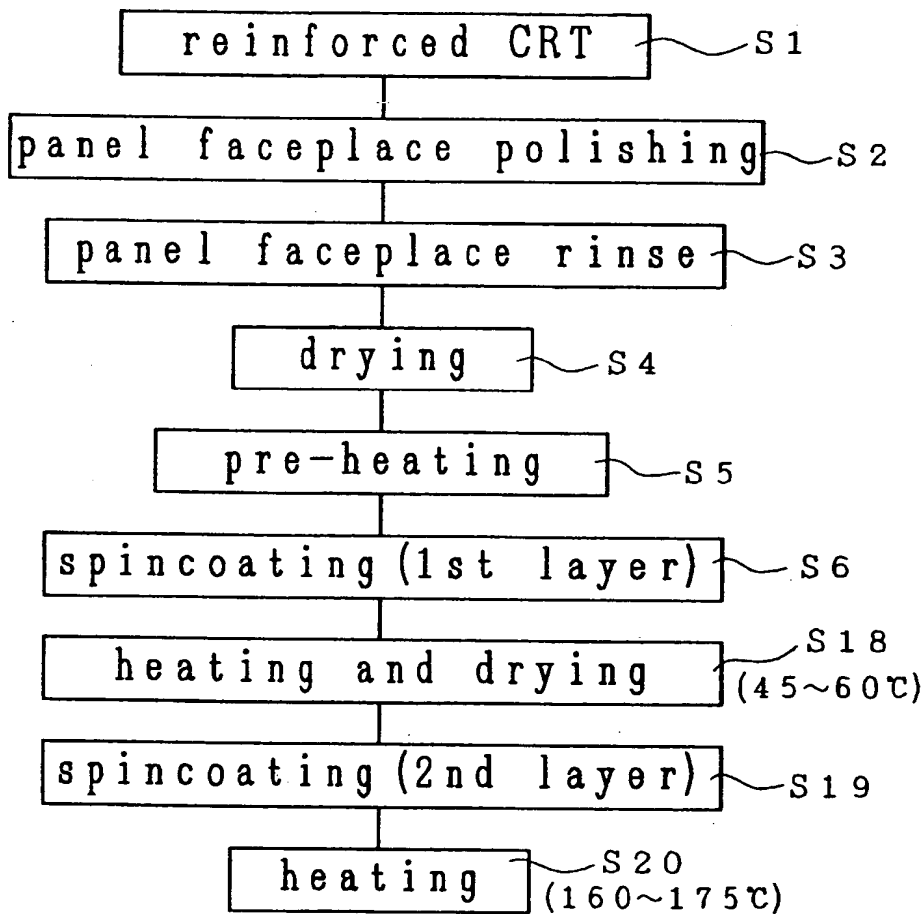 reinforced CRT S1
panel faceplace polishing S2
panel faceplace rinse S3
drying S4
pre-heating S5
spincoating (1st layer) S6
heating and drying S18
(45~60℃)
spincoating (2nd layer) S19
heating S20
(160~175℃)